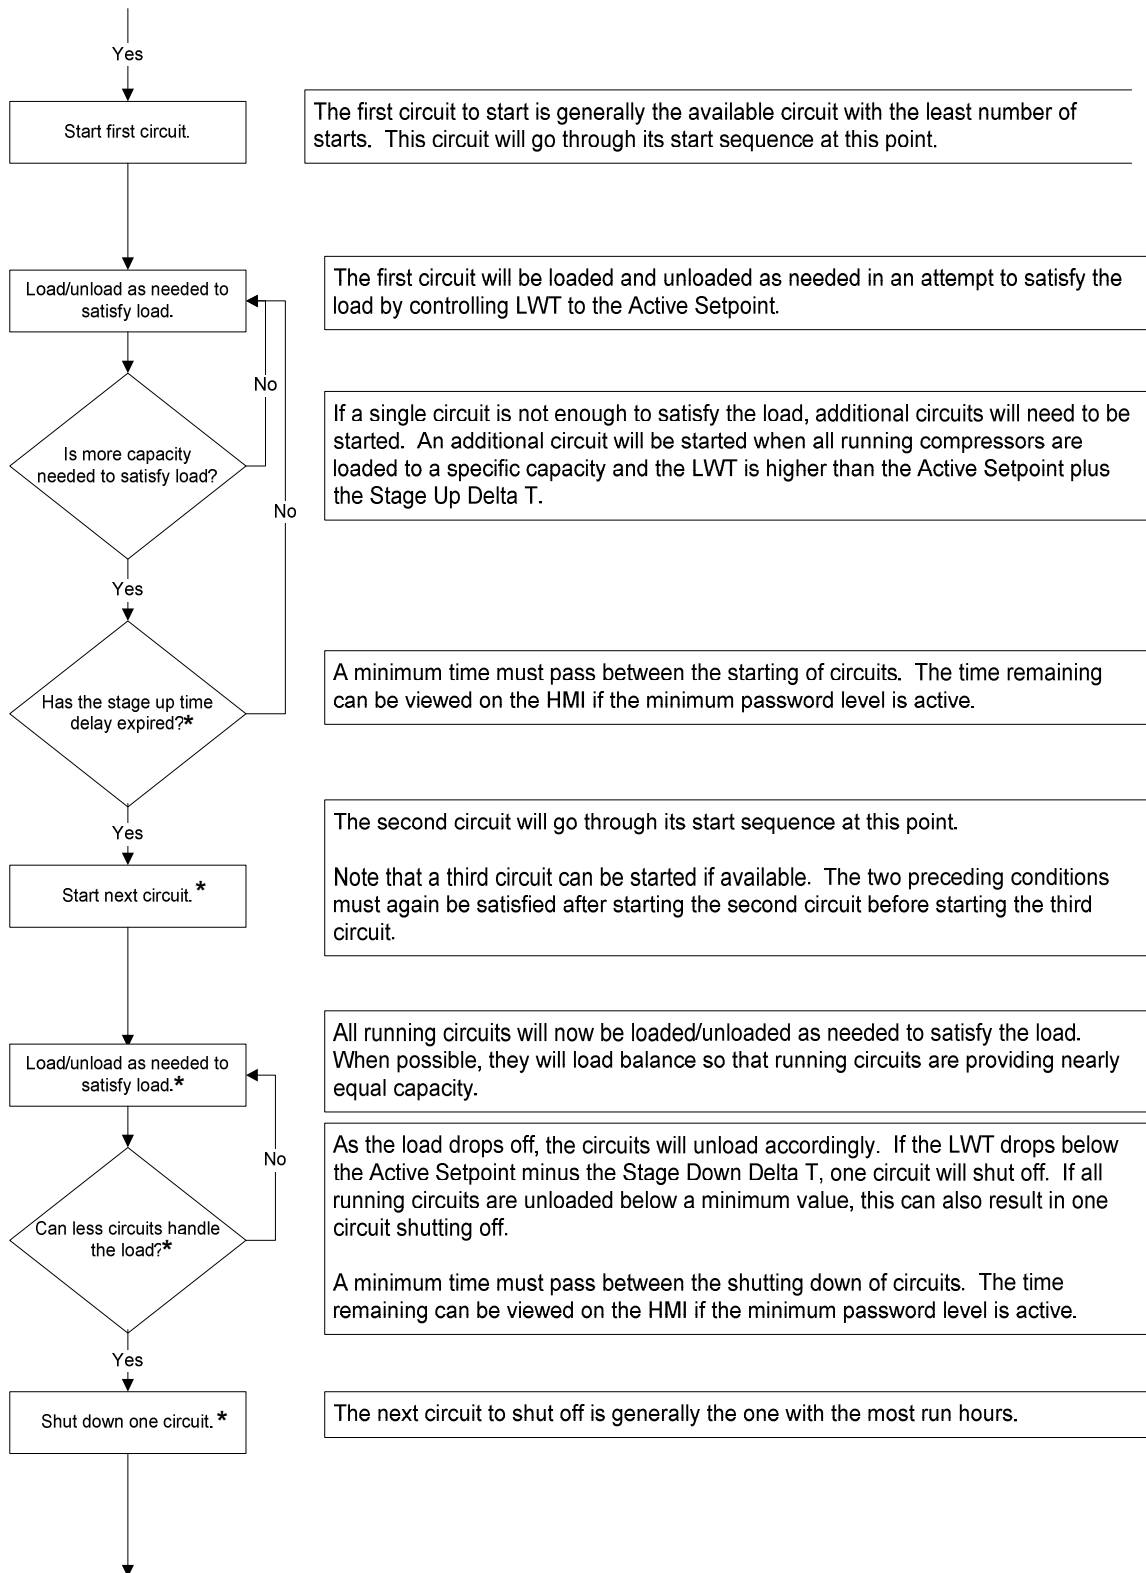 Yes
Start first circuit.
The first circuit to start is generally the available circuit with the least number of
starts. This circuit will go through its start sequence at this point.
Load/unload as needed to
satisfy load.
The first circuit will be loaded and unloaded as needed in an attempt to satisfy the
load by controlling LWT to the Active Setpoint.
No
Is more capacity
needed to satisfy load?
If a single circuit is not enough to satisfy the load, additional circuits will need to be
started. An additional circuit will be started when all running compressors are
loaded to a specific capacity and the LWT is higher than the Active Setpoint plus
the Stage Up Delta T.
No
Yes
Has the stage up time
delay expired?*
A minimum time must pass between the starting of circuits. The time remaining
can be viewed on the HMI if the minimum password level is active.
Yes
Start next circuit.*
The second circuit will go through its start sequence at this point.
Note that a third circuit can be started if available. The two preceding conditions
must again be satisfied after starting the second circuit before starting the third
circuit.
Load/unload as needed to
satisfy load.*
All running circuits will now be loaded/unloaded as needed to satisfy the load.
When possible, they will load balance so that running circuits are providing nearly
equal capacity.
No
Can less circuits handle
the load?*
As the load drops off, the circuits will unload accordingly. If the LWT drops below
the Active Setpoint minus the Stage Down Delta T, one circuit will shut off. If all
running circuits are unloaded below a minimum value, this can also result in one
circuit shutting off.
A minimum time must pass between the shutting down of circuits. The time
remaining can be viewed on the HMI if the minimum password level is active.
Yes
Shut down one circuit.*
The next circuit to shut off is generally the one with the most run hours.